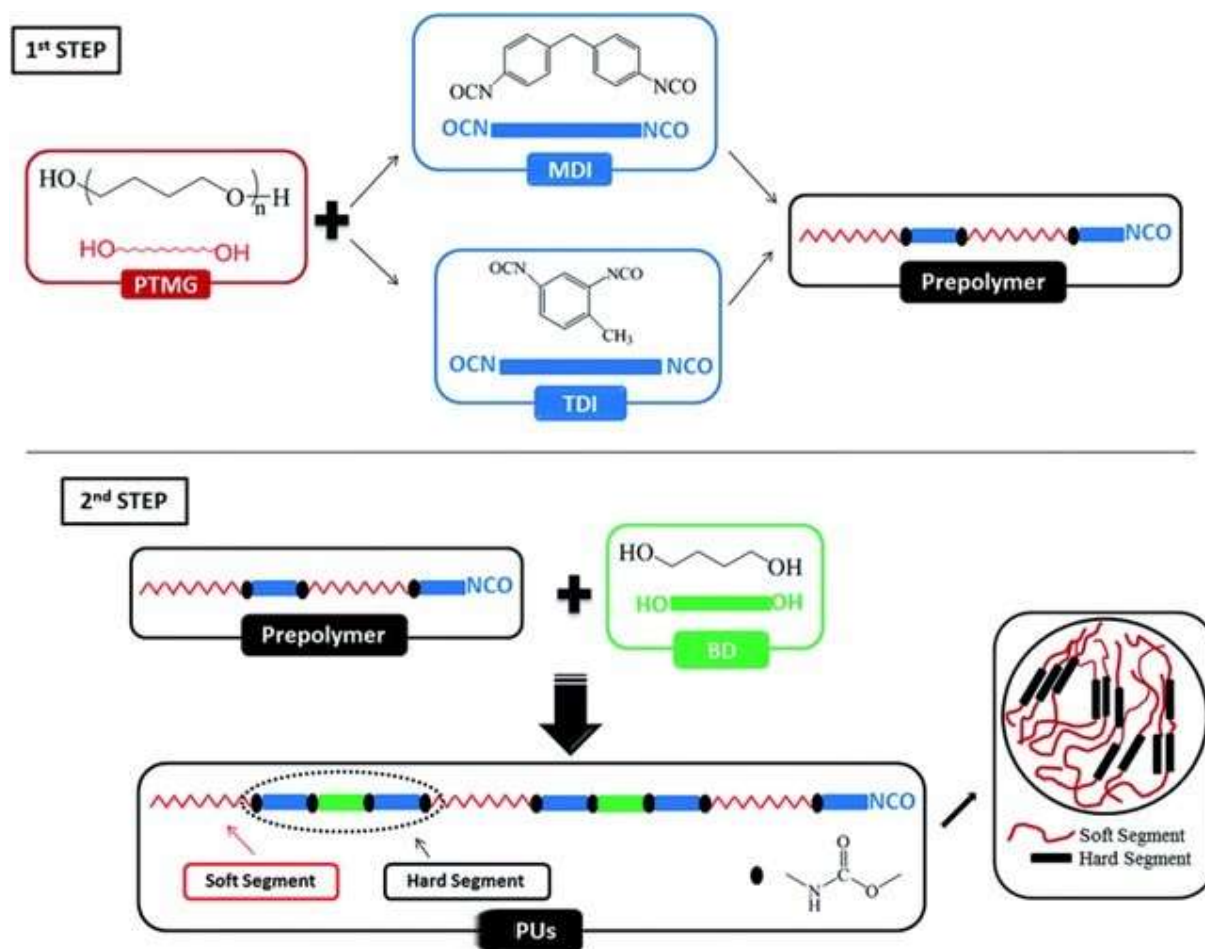 1st STEP
OCN
NCO
OCN
NCO
MDI
HO
O
H
n
HO
OH
PTMG
OCN
NCO
CH3
OCN
NCO
TDI
NCO
Prepolymer
2nd STEP
NCO
Prepolymer
HO
OH
HO
OH
BD
NCO
Soft Segment
Hard Segment
O
N
H
O
PUs
Soft Segment
Hard Segment